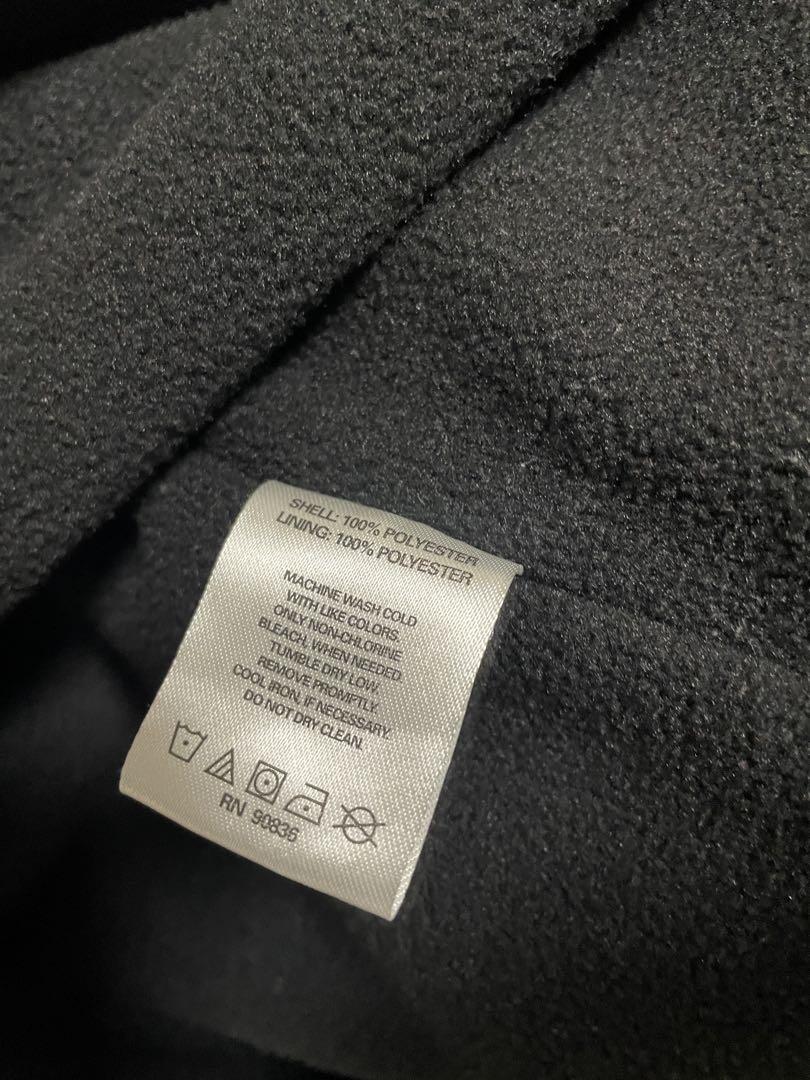 SHELL: 100% POLYESTER
LINING: 100% POLYESTER
MACHINE WASH COLD
WITH LIKE COLORS.
ONLY NON-CHLORINE
BLEACH, WHEN NEEDED.
TUMBLE DRY LOW.
REMOVE PROMPTLY.
COOL IRON, IF NECESSARY.
DO NOT DRY CLEAN.
RN 90836